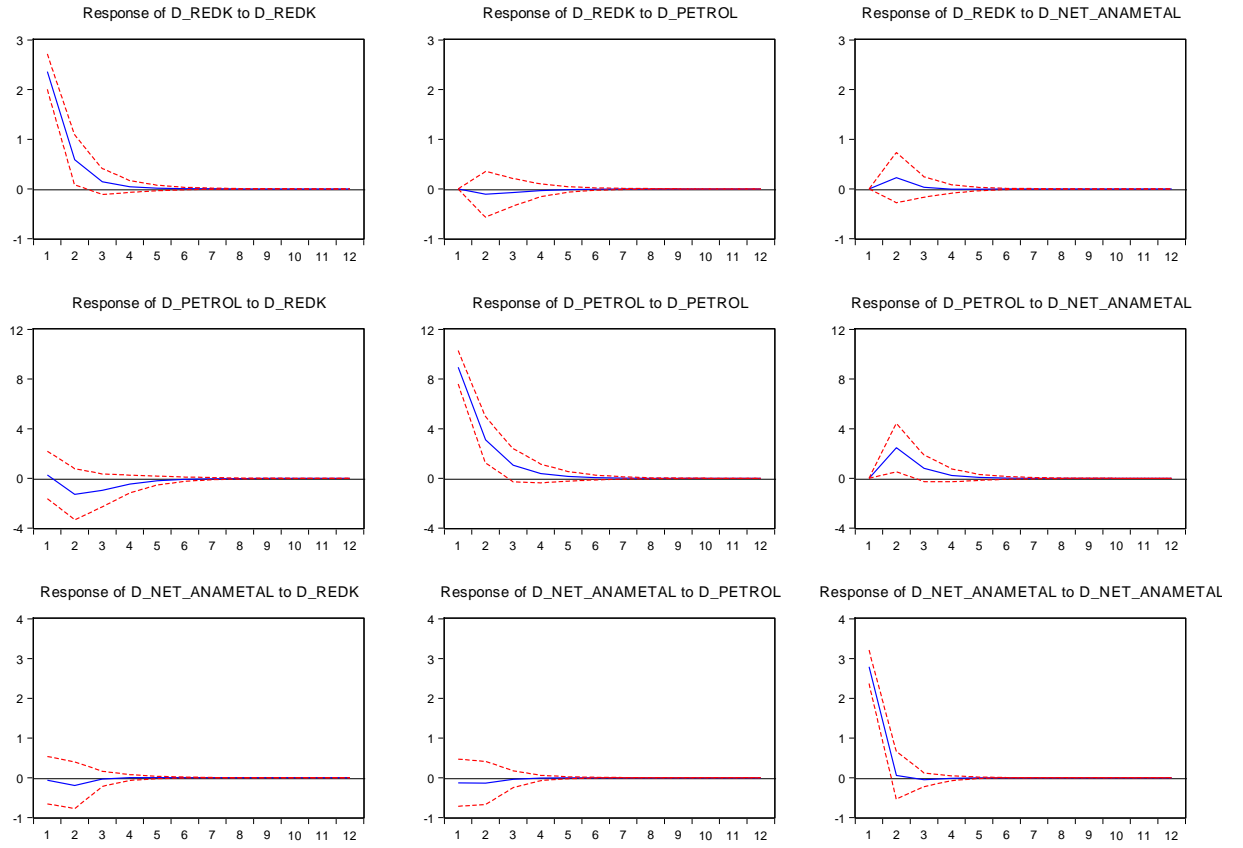 Response of D_REDK to D_REDK
Response of D_REDK to D_PETROL
Response of D_REDK to D_NET_ANAMETAL
3
2
1
0
-1
1 2 3 4 5 6 7 8 9 10 11 12
3
2
1
0
-1
1 2 3 4 5 6 7 8 9 10 11 12
3
2
1
0
-1
1 2 3 4 5 6 7 8 9 10 11 12
Response of D_PETROL to D_REDK
Response of D_PETROL to D_PETROL
Response of D_PETROL to D_NET_ANAMETAL
12
8
4
0
-4
1 2 3 4 5 6 7 8 9 10 11 12
12
8
4
0
-4
1 2 3 4 5 6 7 8 9 10 11 12
12
8
4
0
-4
1 2 3 4 5 6 7 8 9 10 11 12
Response of D_NET_ANAMETAL to D_REDK
Response of D_NET_ANAMETAL to D_PETROL
Response of D_NET_ANAMETAL to D_NET_ANAMETAL
4
3
2
1
0
-1
1 2 3 4 5 6 7 8 9 10 11 12
4
3
2
1
0
-1
1 2 3 4 5 6 7 8 9 10 11 12
4
3
2
1
0
-1
1 2 3 4 5 6 7 8 9 10 11 12